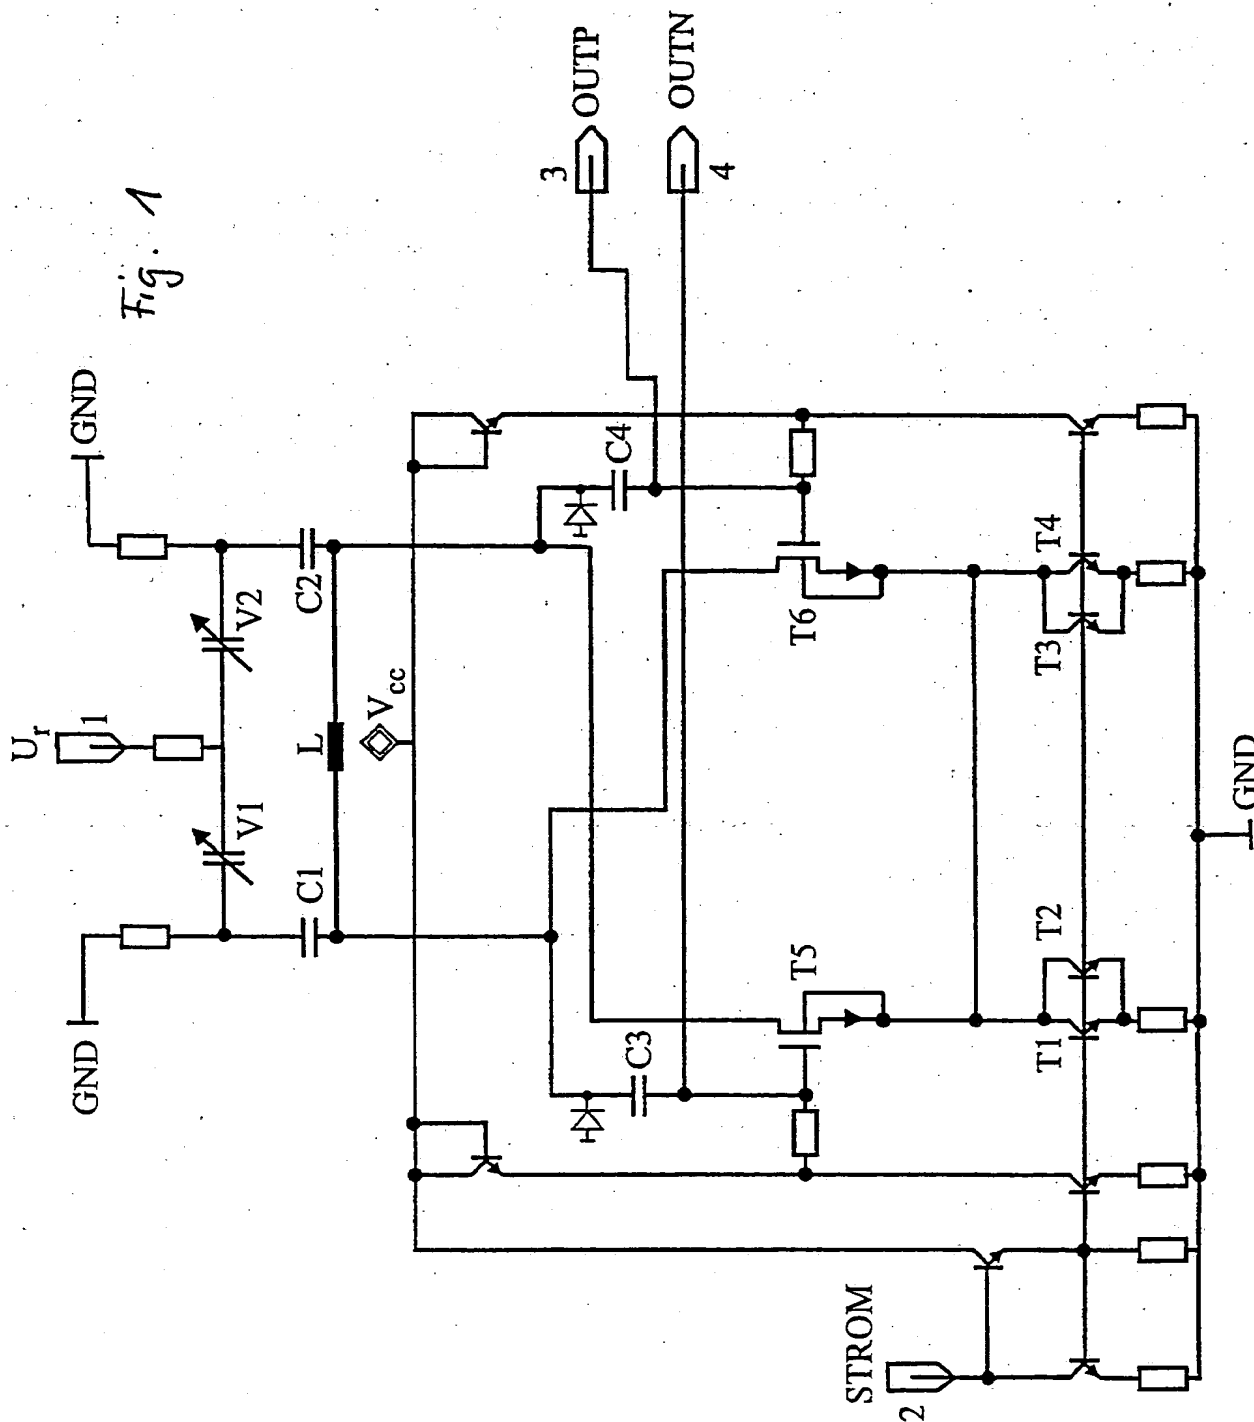 Fig. 1
GND
GND
U_r
1
V1
V2
C1
L
C2
V_cc
3
OUTP
OUTN
4
C3
C4
T5
T6
T1
T2
T3
T4
STROM
2
GND